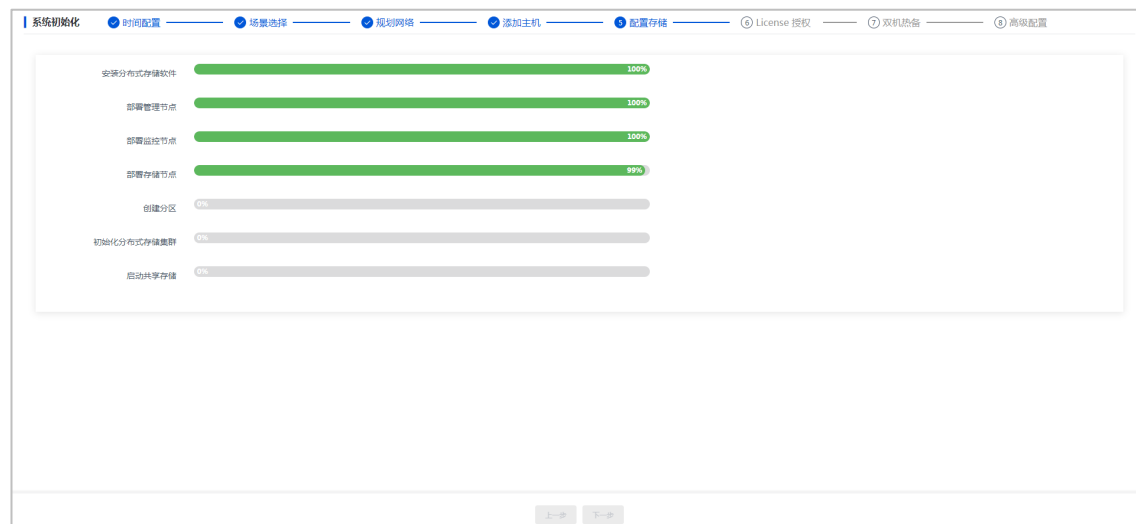 系统初始化 时间配置 场景选择 规划网络 添加主机 5 配置存储 6 License 授权 7 双机热备 8 高级配置
安装分布式存储软件 100%
部署管理节点 100%
部署监控节点 100%
部署存储节点 99%
创建分区 0%
初始化分布式存储集群 0%
启动共享存储 0%
上一步 下一步